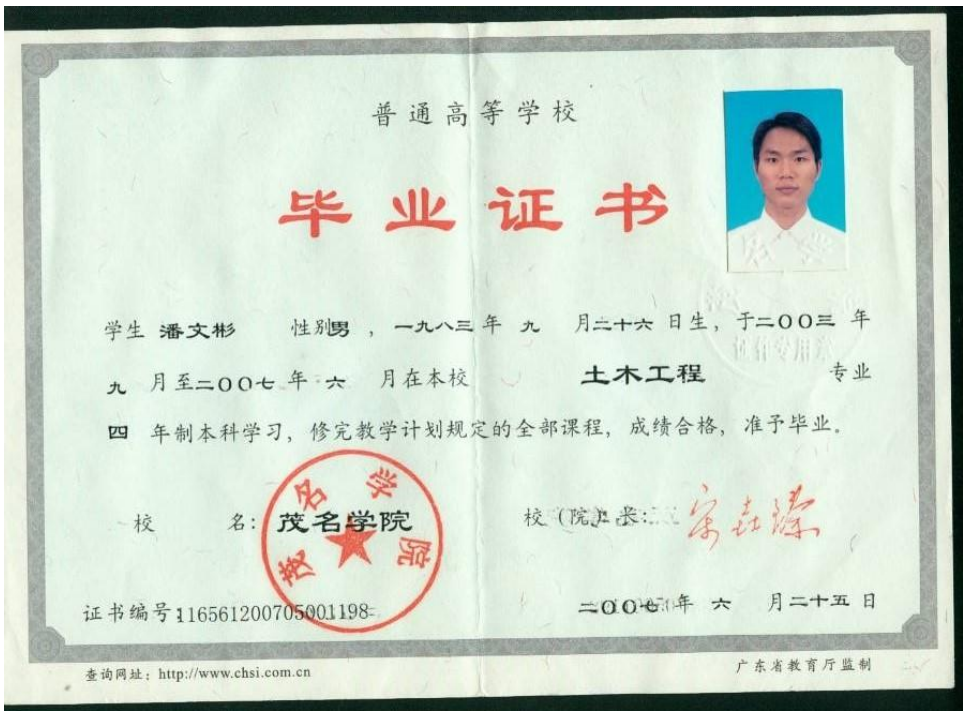 普通高等学校
毕业证书
学生 潘文彬 性别男，一九八三年 九 月二十六日生，于二00三 年
九 月至二00七 年 六 月在本校 土木工程 专业
四 年制本科学习，修完教学计划规定的全部课程，成绩合格，准予毕业。
校 名：茂名学院 校（院）长：
茂名学院
证书编号：116561200705001198 二00七年 六 月二十五日
查询网址：http://www.chsi.com.cn 广东省教育厅监制